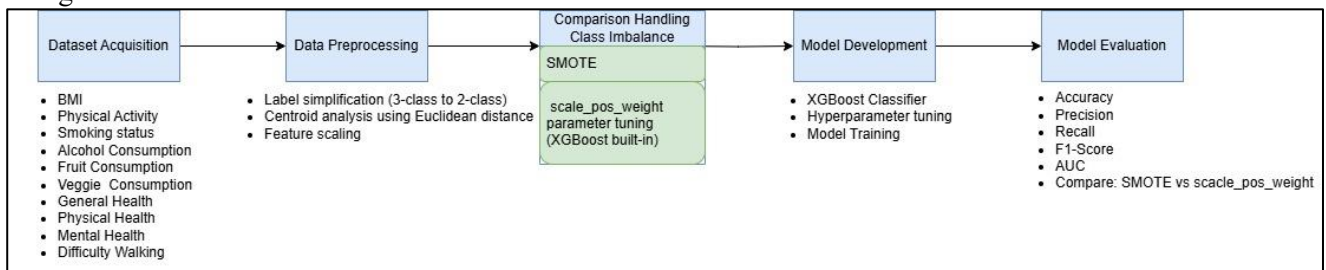 Dataset Acquisition
BMI
Physical Activity
Smoking status
Alcohol Consumption
Fruit Consumption
Veggie Consumption
General Health
Physical Health
Mental Health
Difficulty Walking
Data Preprocessing
Label simplification (3-class to 2-class)
Centroid analysis using Euclidean distance
Feature scaling
Comparison Handling
Class Imbalance
SMOTE
scale_pos_weight
parameter tuning
(XGBoost built-in)
Model Development
XGBoost Classifier
Hyperparameter tuning
Model Training
Model Evaluation
Accuracy
Precision
Recall
F1-Score
AUC
Compare: SMOTE vs scacle_pos_weight